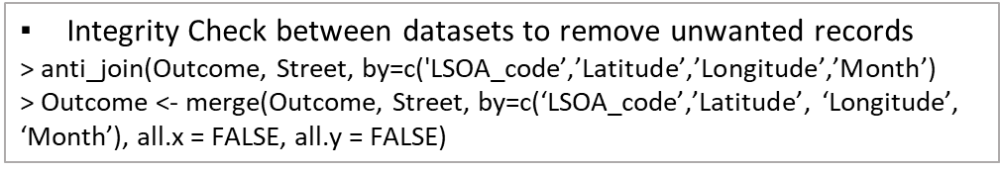 ▪ Integrity Check between datasets to remove unwanted records
> anti_join(Outcome, Street, by=c('LSOA_code’,’Latitude’,’Longitude’,’Month’)
> Outcome <- merge(Outcome, Street, by=c(‘LSOA_code’,’Latitude’, ‘Longitude’,
‘Month’), all.x = FALSE, all.y = FALSE)